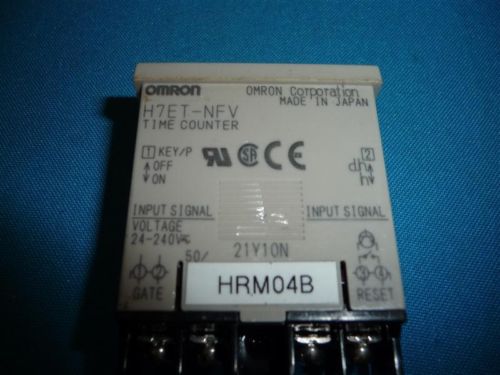 OMRON
OMRON Corporation
MADE IN JAPAN
H7ET-NFV
TIME COUNTER
1 KEY/P
OFF
ON
2
dh
h
INPUT SIGNAL
VOLTAGE
24-240V
INPUT SIGNAL
50/
21Y10N
HRM04B
GATE
RESET